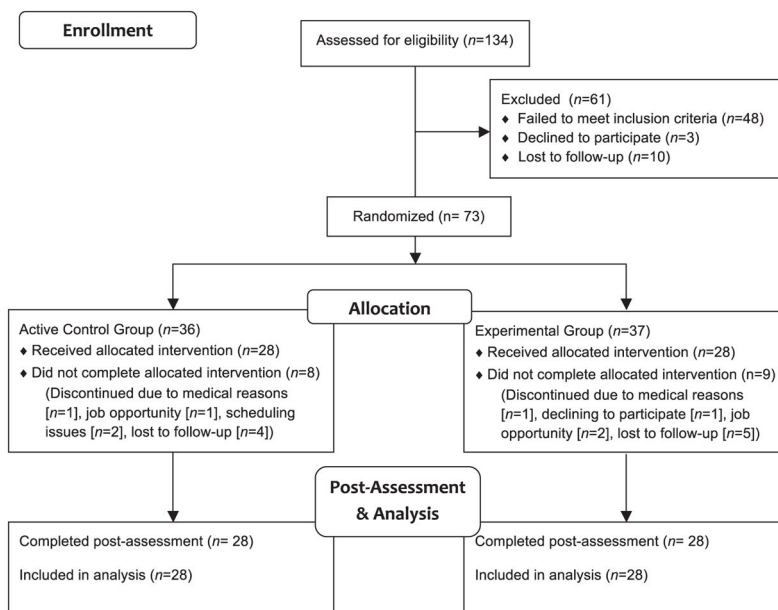 Enrollment
Assessed for eligibility (n=134)
Excluded (n=61)
♦ Failed to meet inclusion criteria (n=48)
♦ Declined to participate (n=3)
♦ Lost to follow-up (n=10)
Randomized (n= 73)
Allocation
Active Control Group (n=36)
♦ Received allocated intervention (n=28)
♦ Did not complete allocated intervention (n=8)
(Discontinued due to medical reasons
[n=1], job opportunity [n=1], scheduling
issues [n=2], lost to follow-up [n=4])
Experimental Group (n=37)
♦ Received allocated intervention (n=28)
♦ Did not complete allocated intervention (n=9)
(Discontinued due to medical reasons
[n=1], declining to participate [n=1], job
opportunity [n=2], lost to follow-up [n=5])
Post-Assessment
& Analysis
Completed post-assessment (n= 28)
Included in analysis (n=28)
Completed post-assessment (n= 28)
Included in analysis (n=28)